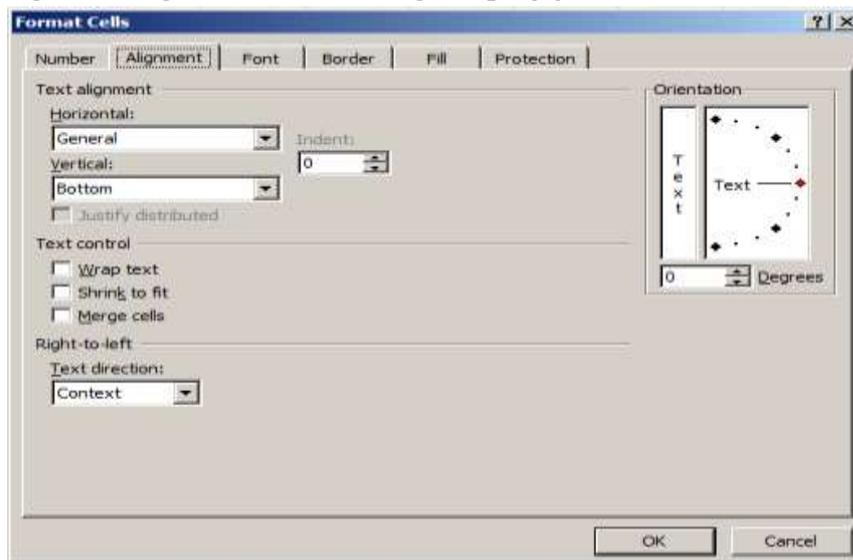 Format Cells
Number Alignment Font Border Fill Protection
Text alignment
Horizontal:
General
Indent:
0
Vertical:
Bottom
Justify distributed
Text control
Wrap text
Shrink to fit
Merge cells
Right-to-left
Text direction:
Context
Orientation
Text
Text
0 Degrees
OK Cancel